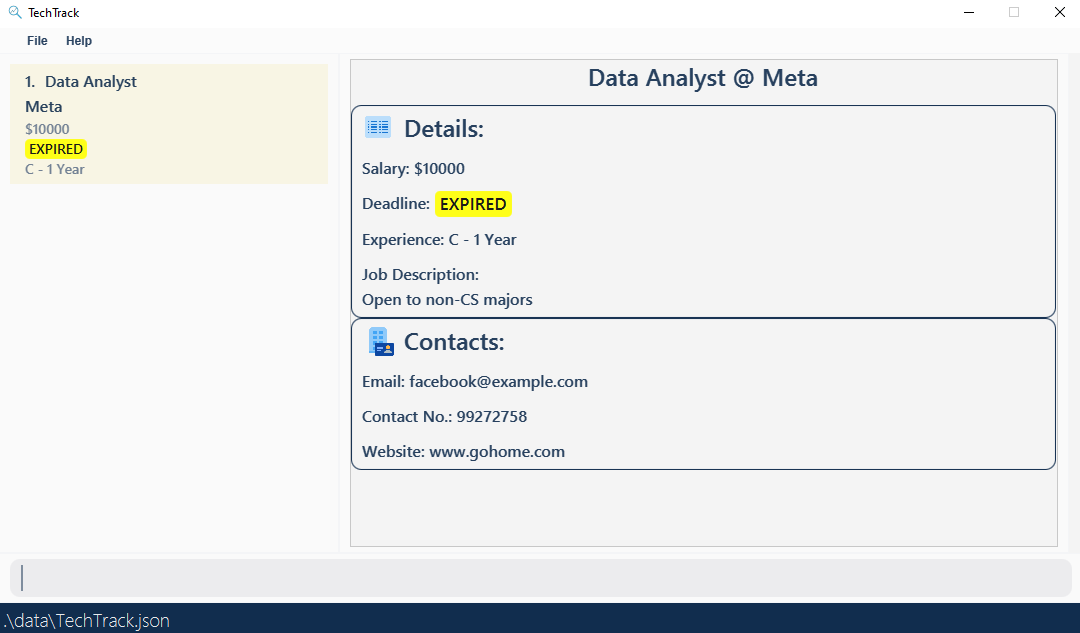 TechTrack
File Help
1. Data Analyst
Meta
$10000
EXPIRED
C - 1 Year
Data Analyst @ Meta
Details:
Salary: $10000
Deadline: EXPIRED
Experience: C - 1 Year
Job Description:
Open to non-CS majors
Contacts:
Email: facebook@example.com
Contact No.: 99272758
Website: www.gohome.com
.\data\TechTrack.json